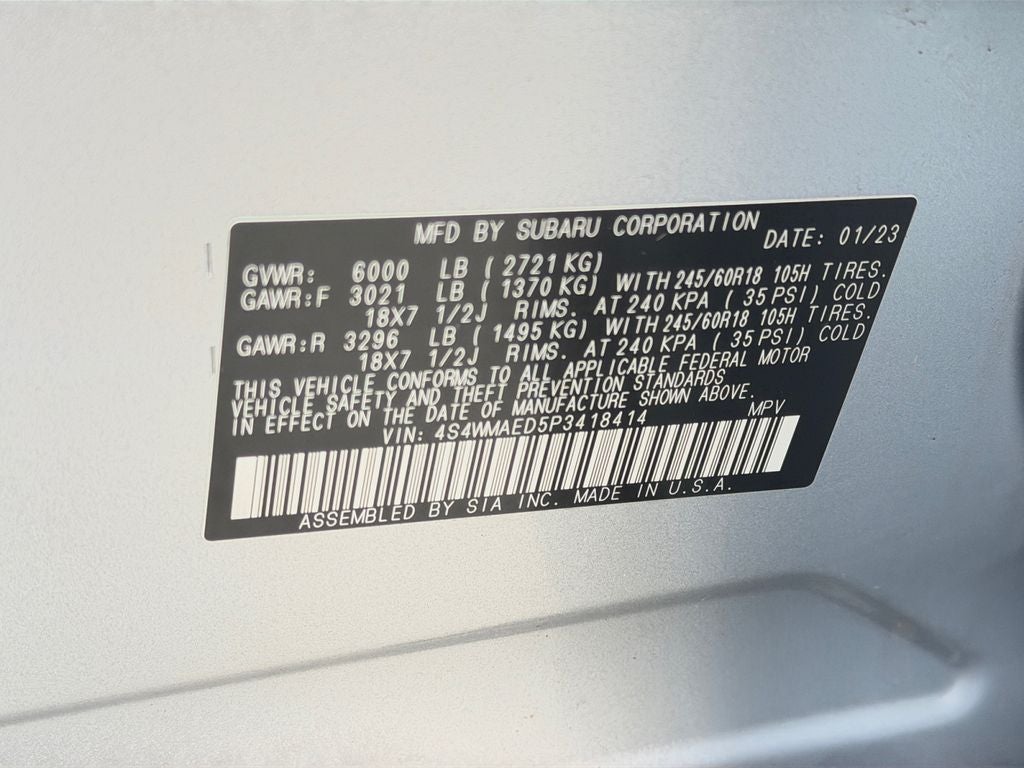 MFD BY SUBARU CORPORATION DATE: 01/23
GVWR: 6000 LB ( 2721 KG)
GAWR:F 3021 LB ( 1370 KG) WITH 245/60R18 105H TIRES.
18X7 1/2J RIMS. AT 240 KPA ( 35 PSI) COLD
GAWR:R 3296 LB ( 1495 KG) WITH 245/60R18 105H TIRES.
18X7 1/2J RIMS. AT 240 KPA ( 35 PSI) COLD
THIS VEHICLE CONFORMS TO ALL APPLICABLE FEDERAL MOTOR
VEHICLE SAFETY AND THEFT PREVENTION STANDARDS
IN EFFECT ON THE DATE OF MANUFACTURE SHOWN ABOVE.
VIN: 4S4WMAED5P3418414 MPV
ASSEMBLED BY SIA INC. MADE IN U.S.A.